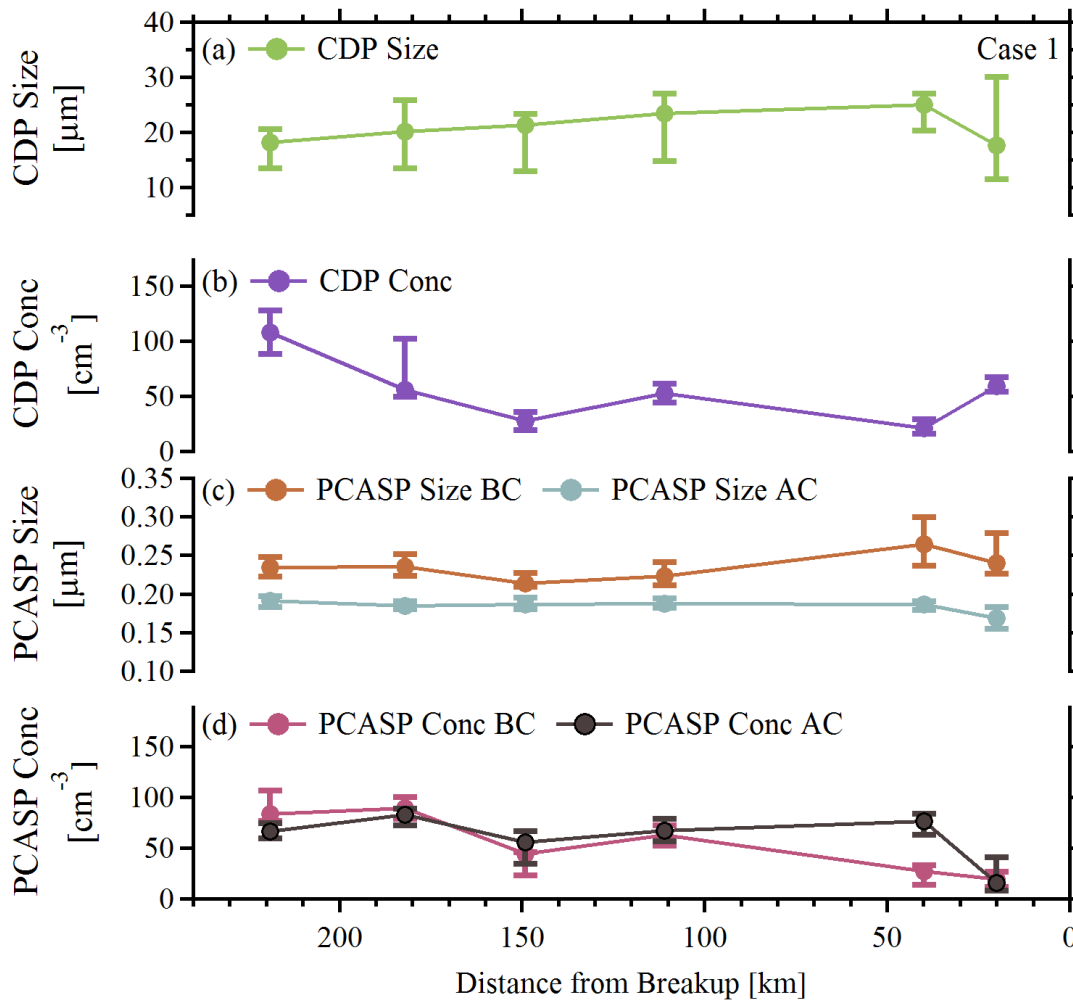 (a) CDP Size Case 1
CDP Size
[μm]
40
30
20
10
(b) CDP Conc
CDP Conc
[cm⁻³]
150
100
50
0
(c) PCASP Size BC PCASP Size AC
PCASP Size
[μm]
0.35
0.30
0.25
0.20
0.15
0.10
(d) PCASP Conc BC PCASP Conc AC
PCASP Conc
[cm⁻³]
150
100
50
0
200 150 100 50 0
Distance from Breakup [km]